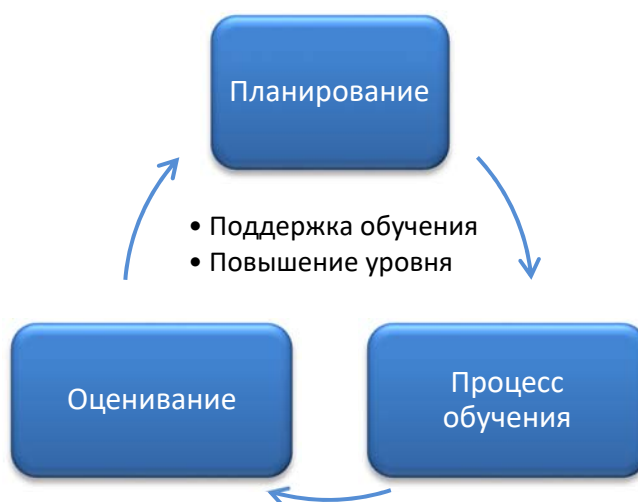 Планирование
• Поддержка обучения
• Повышение уровня
Оценивание
Процесс
обучения